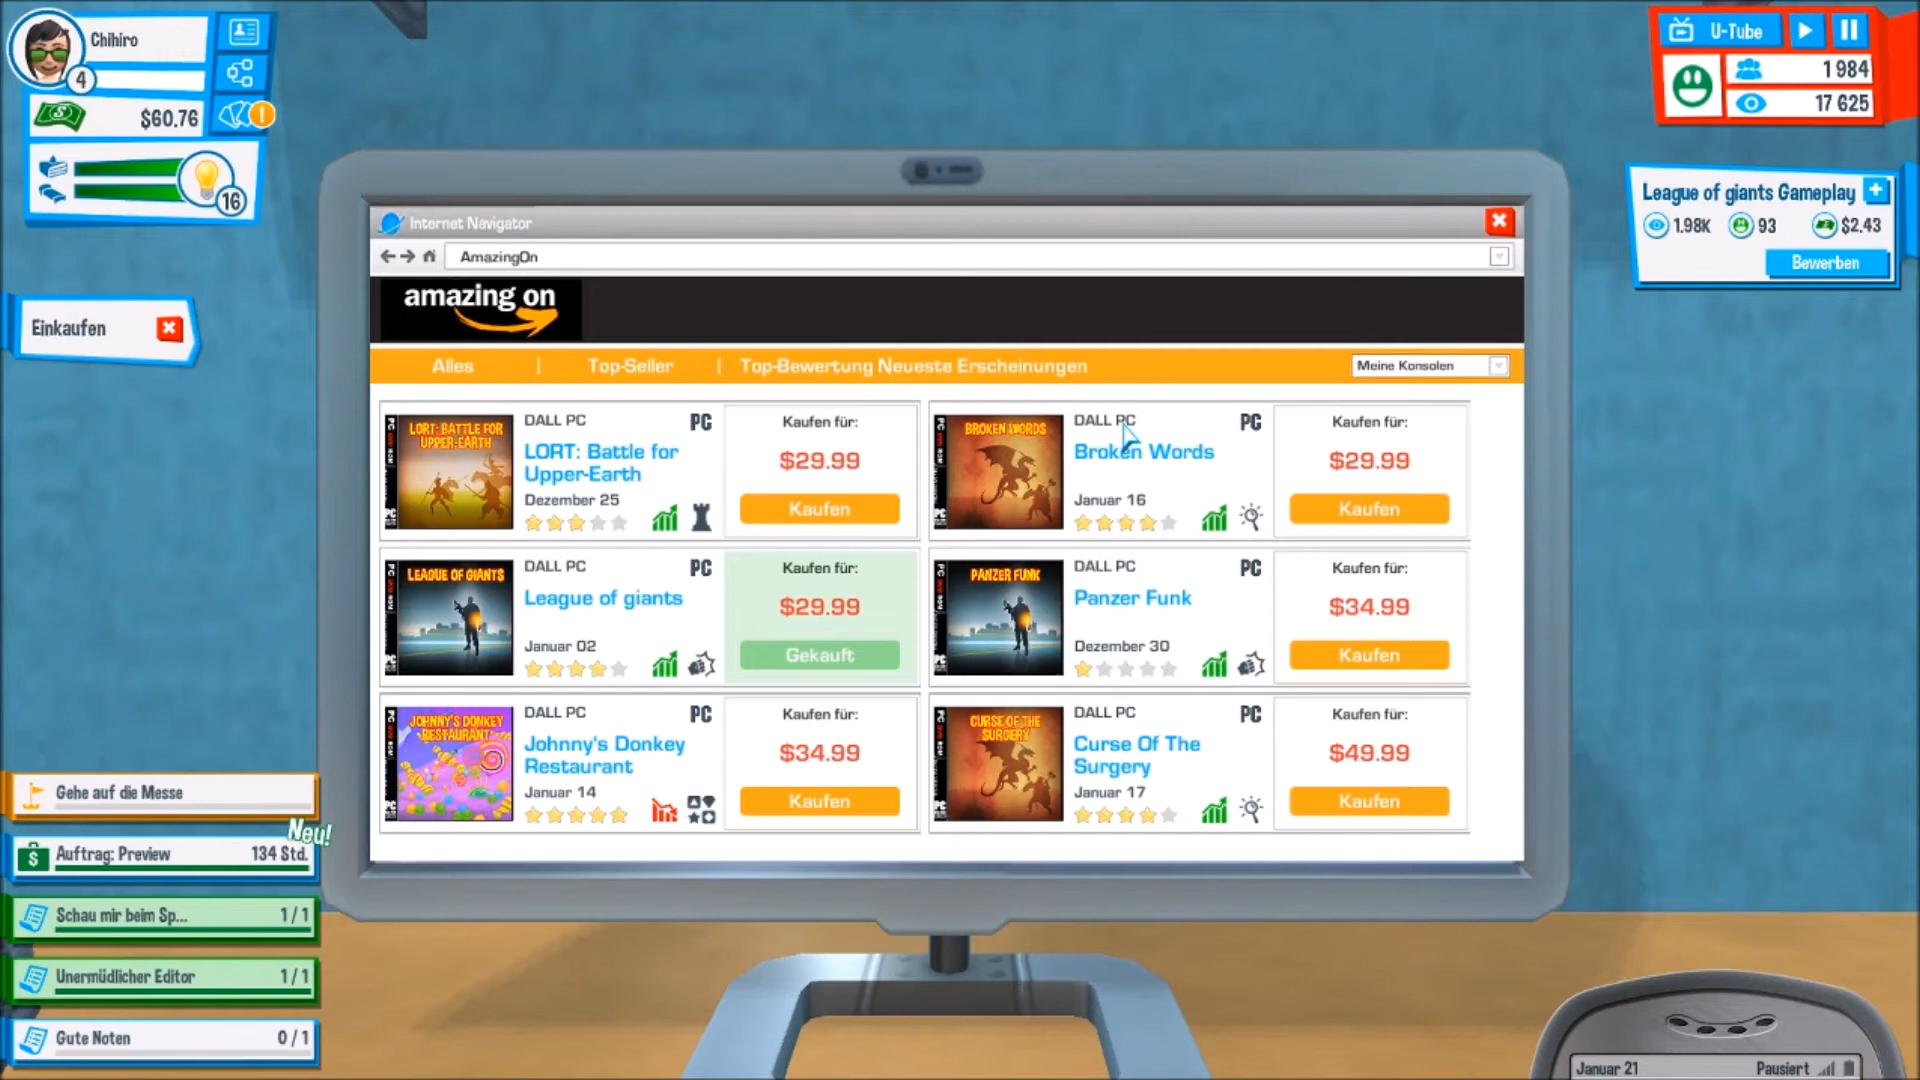 Chihiro
4
$60.76
!
16
U-Tube
1 984
17 625
League of giants Gameplay
1.98K 93 $2.43
Bewerben
Einkaufen
Internet Navigator
AmazingOn
amazing on
Alles | Top-Seller | Top-Bewertung Neueste Erscheinungen
Meine Konsolen
LORT: BATTLE FOR
UPPER-EARTH
DALL PC PC
LORT: Battle for
Upper-Earth
Dezember 25
Kaufen für:
$29.99
Kaufen
BROKEN WORDS
DALL PC PC
Broken Words
Januar 16
Kaufen für:
$29.99
Kaufen
LEAGUE OF GIANTS
DALL PC PC
League of giants
Januar 02
Kaufen für:
$29.99
Gekauft
PANZER FUNK
DALL PC PC
Panzer Funk
Dezember 30
Kaufen für:
$34.99
Kaufen
JOHNNY'S DONKEY
RESTAURANT
DALL PC PC
Johnny's Donkey
Restaurant
Januar 14
Kaufen für:
$34.99
Kaufen
CURSE OF THE
SURGERY
DALL PC PC
Curse Of The
Surgery
Januar 17
Kaufen für:
$49.99
Kaufen
Gehe auf die Messe
Neu!
Auftrag: Preview 134 Std.
Schau mir beim Sp... 1/1
Unermüdlicher Editor 1/1
Gute Noten 0/1
Januar 21 Pausiert